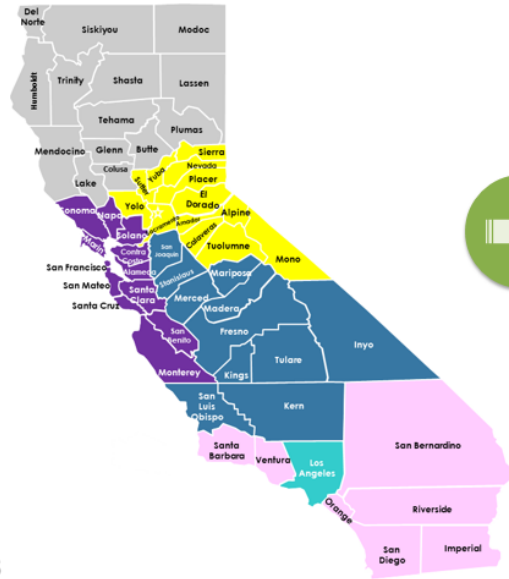 Del
Norte
Siskiyou
Modoc
Humboldt
Trinity
Shasta
Lassen
Tehama
Plumas
Mendocino
Glenn
Butte
Sierra
Colusa
Nevada
Yuba
Sutter
Placer
Lake
El
Dorado
Yolo
Sonoma
Napa
Alpine
Sacramento
Amador
Solano
Calaveras
Marin
Tuolumne
Mono
Contra
Costa
San
Joaquin
San Francisco
Alameda
Stanislaus
Mariposa
San Mateo
Santa
Clara
Merced
Madera
Santa Cruz
San
Benito
Fresno
Inyo
Tulare
Monterey
Kings
San
Luis
Obispo
Kern
Santa
Barbara
Ventura
Los
Angeles
San Bernardino
Orange
Riverside
San
Diego
Imperial